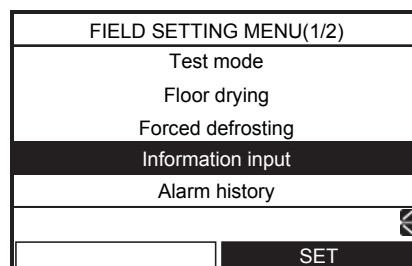 FIELD SETTING MENU(1/2)
Test mode
Floor drying
Forced defrosting
Information input
Alarm history
SET